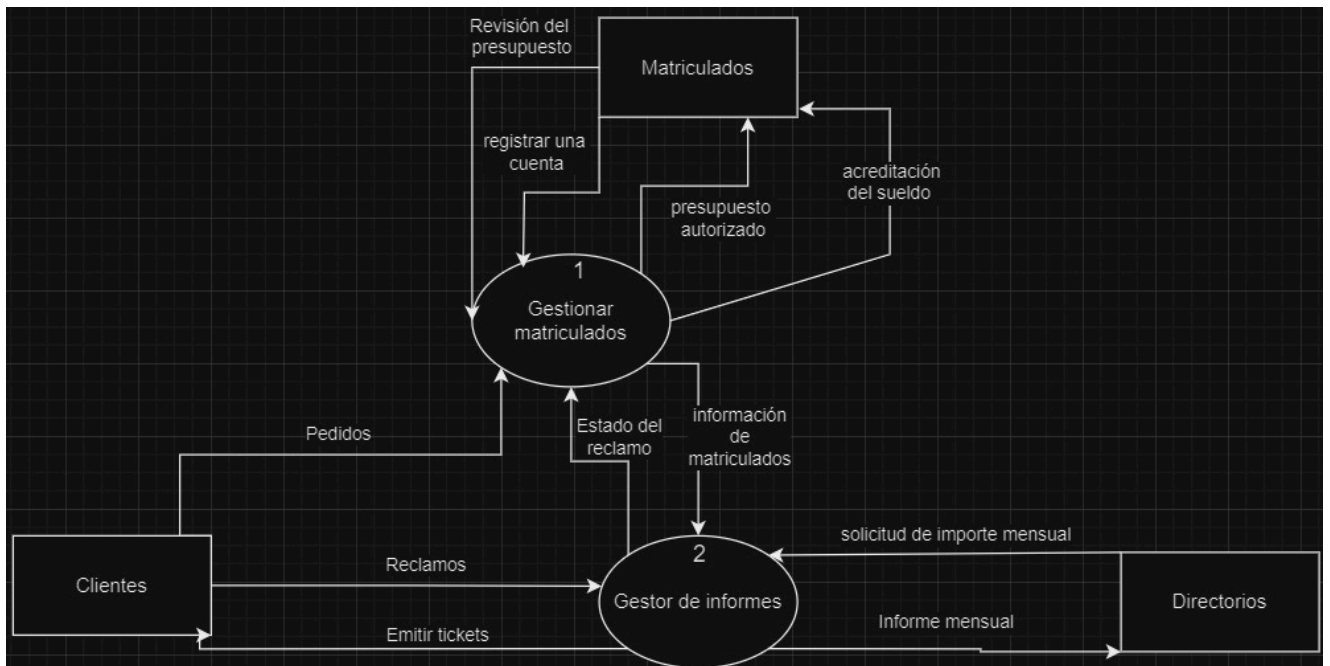 Revisión del
presupuesto
Matriculados
registrar una
cuenta
acreditación
del sueldo
presupuesto
autorizado
1
Gestionar
matriculados
Pedidos
Estado del
reclamo
información
de
matriculados
solicitud de importe mensual
Clientes
Reclamos
2
Gestor de informes
Directorios
Emitir tickets
Informe mensual